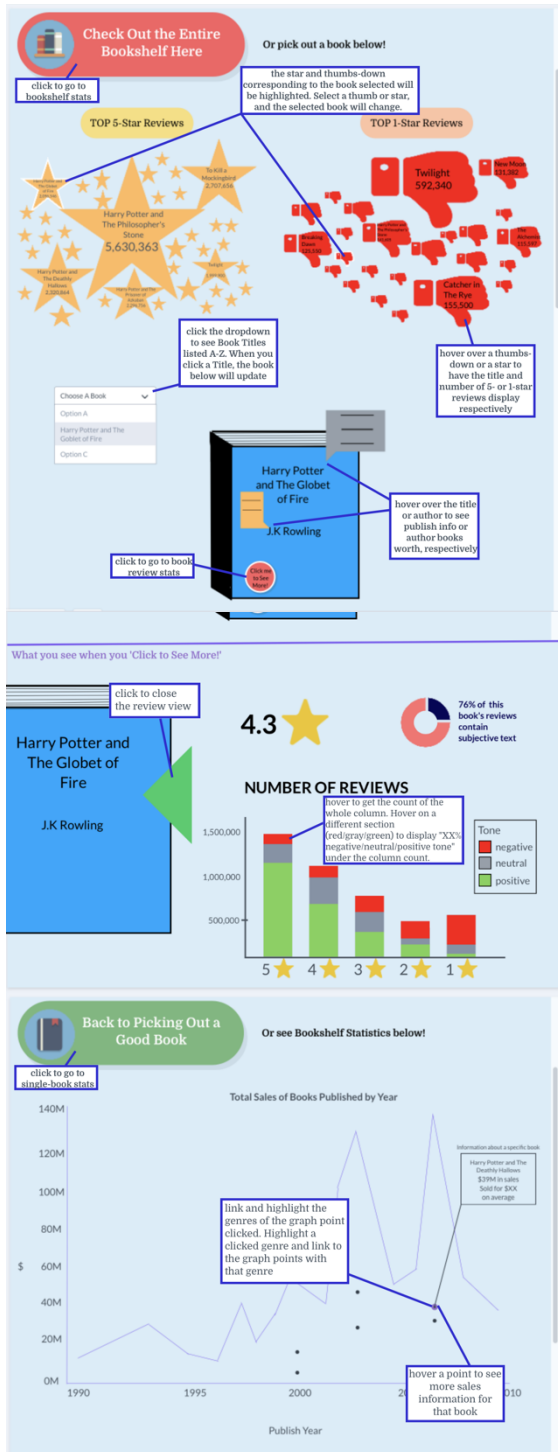 Check Out the Entire
Bookshelf Here
Or pick out a book below!
click to go to
bookshelf stats
the star and thumbs-down
corresponding to the book selected will
be highlighted. Select a thumb or star,
and the selected book will change.
TOP 5-Star Reviews
TOP 1-Star Reviews
To Kill a
Mockingbird
2,707,656
Harry Potter and
The Philosopher's
Stone
5,630,363
Harry Potter and
The Deathly
Hallows
Harry Potter and The
Prisoner of
Twilight
592,340
New Moon
231,382
Breaking
Dawn
The
Alchemist
Catcher in
The Rye
155,500
click the dropdown
to see Book Titles
listed A-Z. When you
click a Title, the book
below will update
hover over a thumbs-
down or a star to
have the title and
number of 5- or 1-star
reviews display
respectively
Choose A Book
Option A
Harry Potter and The
Goblet of Fire
Option C
Harry Potter
and The Globet
of Fire
J.K Rowling
hover over the title
or author to see
publish info or
author books
worth, respectively
click to go to book
review stats
Click me
to See
More!
What you see when you 'Click to See More!'
click to close
the review view
Harry Potter and
The Globet of
Fire
J.K Rowling
4.3
76% of this
book's reviews
contain
subjective text
NUMBER OF REVIEWS
hover to get the count of the
whole column. Hover on a
different section
(red/gray/green) to display "XX%
negative/neutral/positive tone"
under the column count.
1,500,000
1,000,000
500,000
Tone
negative
neutral
positive
5
4
3
2
1
Back to Picking Out a
Good Book
Or see Bookshelf Statistics below!
click to go to
single-book stats
Total Sales of Books Published by Year
140M
120M
100M
80M
60M
40M
20M
0M
$
Information about a specific book
Harry Potter and The
Deathly Hallows
$39M in sales
Sold for $XX
on average
link and highlight the
genres of the graph point
clicked. Highlight a
clicked genre and link to
the graph points with
that genre
hover a point to see
more sales
information for
that book
1990
1995
2000
010
Publish Year